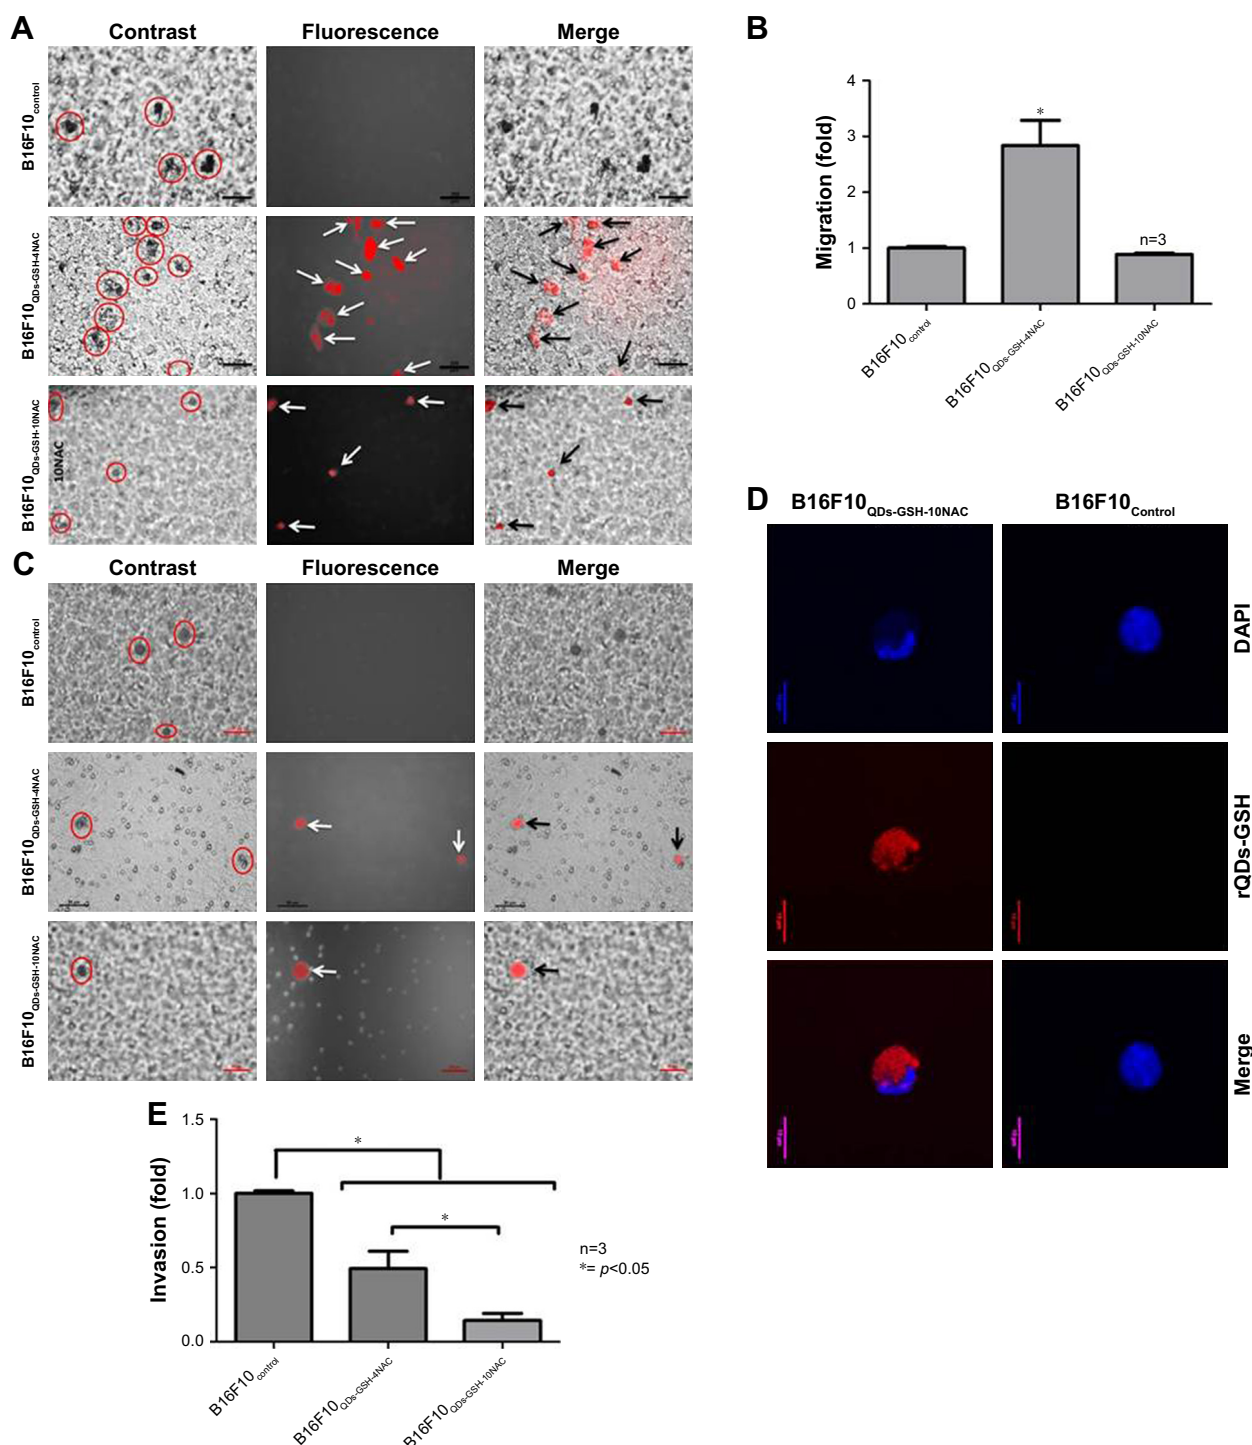 A
Contrast
Fluorescence
Merge
B16F10control
B16F10QDs-GSH-4NAC
B16F10QDs-GSH-10NAC
10NAC
B
Migration (fold)
4
3
2
1
0
*
n=3
B16F10control
B16F10QDs-GSH-4NAC
B16F10QDs-GSH-10NAC
C
Contrast
Fluorescence
Merge
B16F10control
B16F10QDs-GSH-4NAC
B16F10QDs-GSH-10NAC
D
B16F10QDs-GSH-10NAC
B16F10Control
DAPI
rQDs-GSH
Merge
E
Invasion (fold)
1.5
1.0
0.5
0.0
*
*
n=3
*= p<0.05
B16F10control
B16F10QDs-GSH-4NAC
B16F10QDs-GSH-10NAC